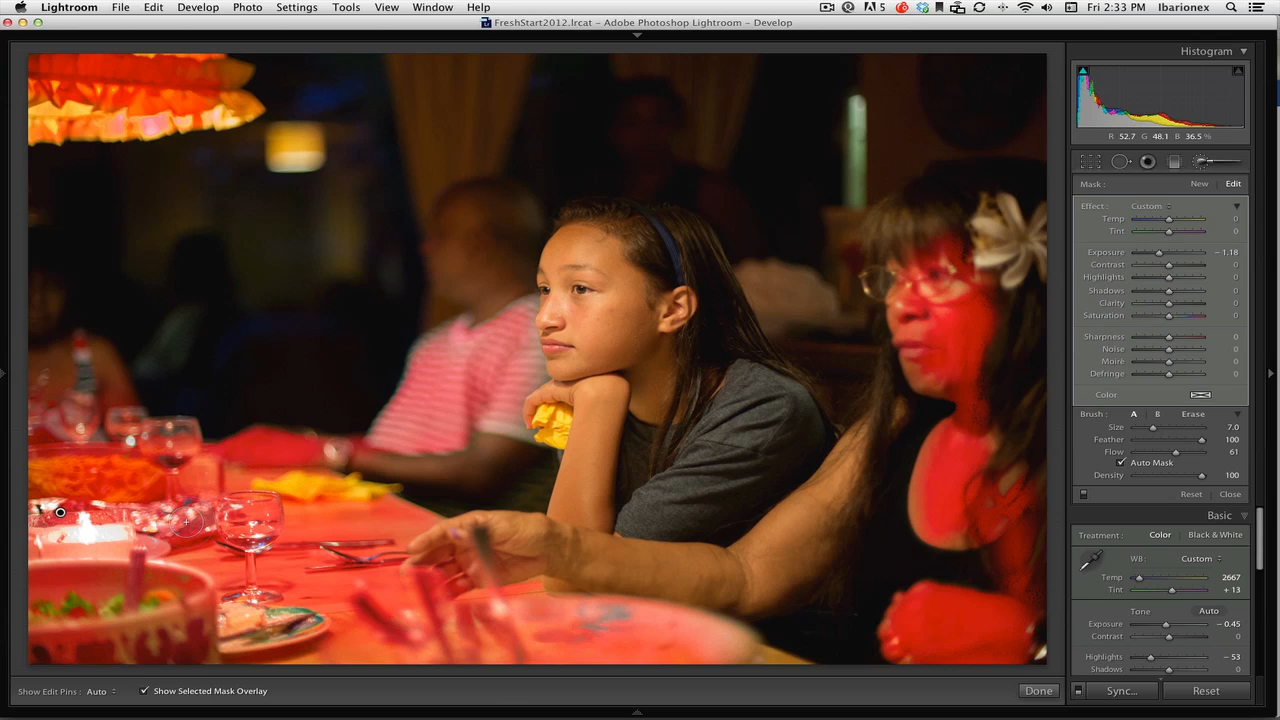 Lightroom File Edit Develop Photo Settings Tools View Window Help 5 Fri 2:33 PM Ibarionex
FreshStart2012.lrcat – Adobe Photoshop Lightroom – Develop
Histogram
R 52.7 G 48.1 B 36.5 %
Mask : New Edit
Effect : Custom
Temp 0
Tint 0
Exposure – 1.18
Contrast 0
Highlights 0
Shadows 0
Clarity 0
Saturation 0
Sharpness 0
Noise 0
Moire 0
Defringe 0
Color
Brush : A B Erase
Size 7.0
Feather 100
Flow 61
Auto Mask
Density 100
Reset Close
Basic
Treatment : Color Black & White
WB : Custom
Temp 2667
Tint + 13
Tone Auto
Exposure – 0.45
Contrast 0
Highlights – 53
Shadows 0
Show Edit Pins : Auto Show Selected Mask Overlay Done Sync... Reset